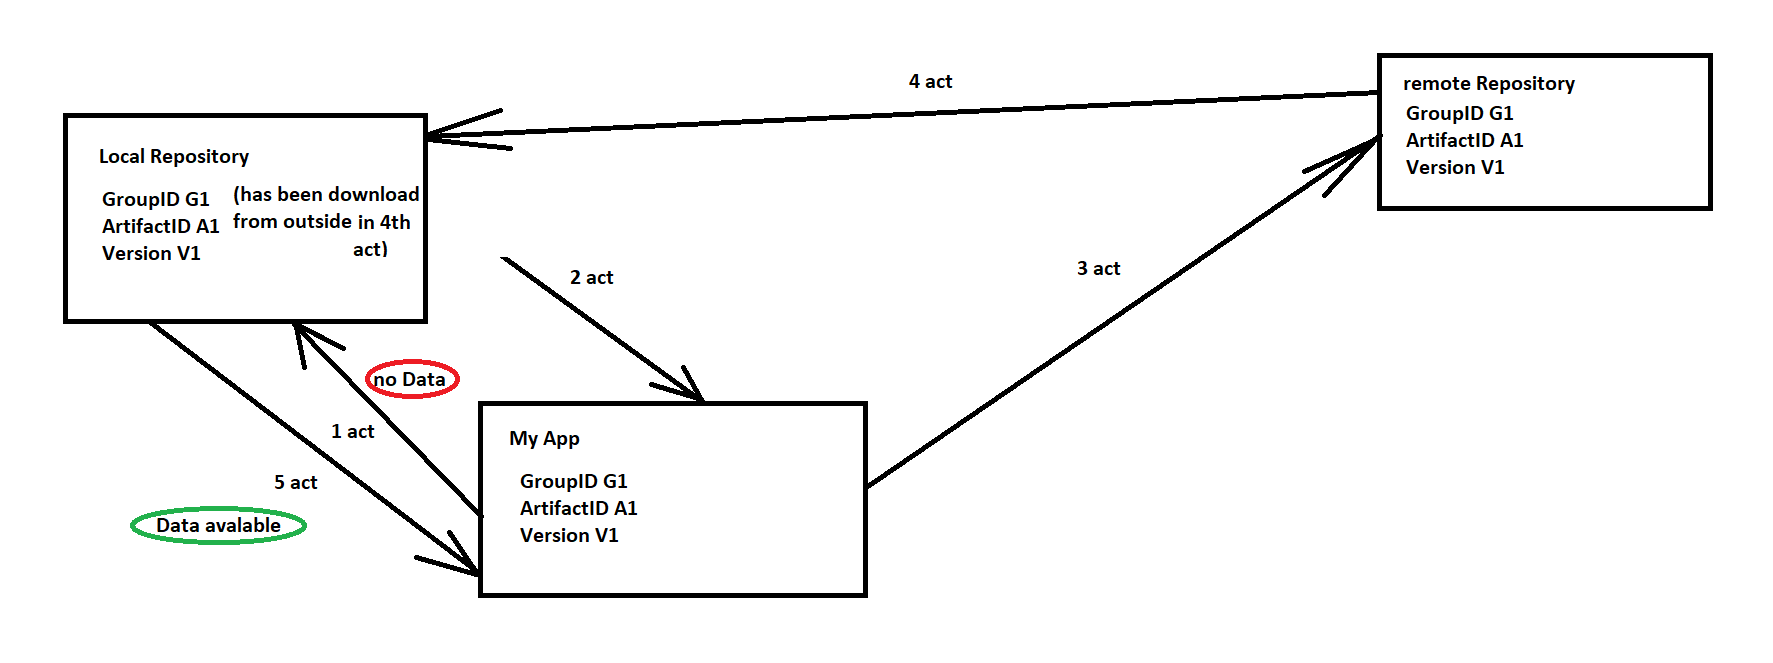 4 act
remote Repository
GroupID G1
ArtifactID A1
Version V1
Local Repository
GroupID G1
ArtifactID A1
Version V1
(has been download
from outside in 4th
act)
2 act
3 act
no Data
1 act
5 act
Data avalable
My App
GroupID G1
ArtifactID A1
Version V1